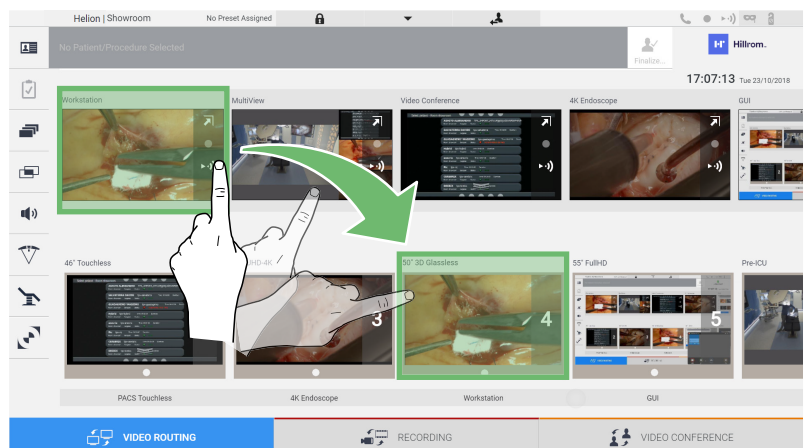 Helion | Showroom
No Preset Assigned
No Patient/Procedure Selected
Finalize...
H Hillrom.
17:07:13 Tue 23/10/2018
Workstation
MultiView
Video Conference
4K Endoscope
GUI
46" Touchless
HD-4K
50" 3D Glassless
55" FullHD
Pre-ICU
3
4
5
PACS Touchless
4K Endoscope
Workstation
GUI
VIDEO ROUTING
RECORDING
VIDEO CONFERENCE